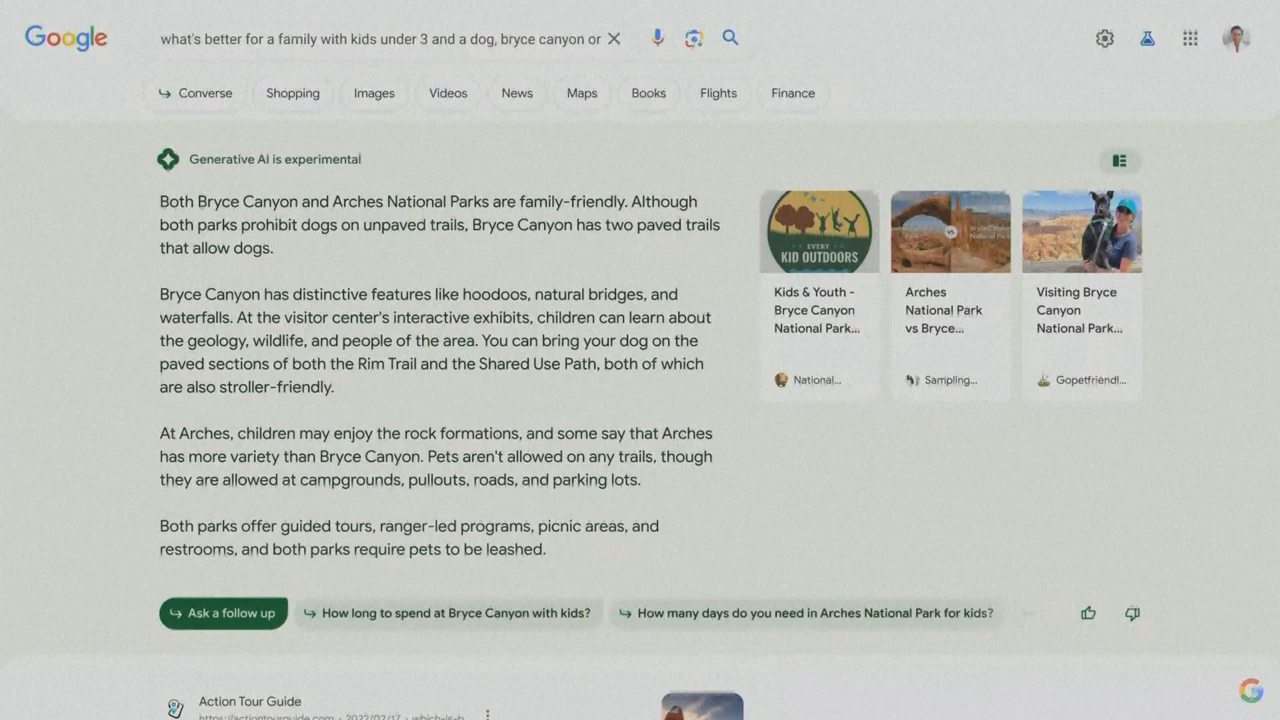 Google
what's better for a family with kids under 3 and a dog, bryce canyon or
Converse
Shopping
Images
Videos
News
Maps
Books
Flights
Finance
Generative AI is experimental
Both Bryce Canyon and Arches National Parks are family-friendly. Although
both parks prohibit dogs on unpaved trails, Bryce Canyon has two paved trails
that allow dogs.
Bryce Canyon has distinctive features like hoodoos, natural bridges, and
waterfalls. At the visitor center's interactive exhibits, children can learn about
the geology, wildlife, and people of the area. You can bring your dog on the
paved sections of both the Rim Trail and the Shared Use Path, both of which
are also stroller-friendly.
At Arches, children may enjoy the rock formations, and some say that Arches
has more variety than Bryce Canyon. Pets aren't allowed on any trails, though
they are allowed at campgrounds, pullouts, roads, and parking lots.
Both parks offer guided tours, ranger-led programs, picnic areas, and
restrooms, and both parks require pets to be leashed.
EVERY
KID OUTDOORS
Kids & Youth -
Bryce Canyon
National Park...
National...
vs
Arches
National Park
vs Bryce...
Sampling...
Visiting Bryce
Canyon
National Park...
Gopetfriendl...
Ask a follow up
How long to spend at Bryce Canyon with kids?
How many days do you need in Arches National Park for kids?
Action Tour Guide
https://actiontourguide.com › 2022/02/17 › which-is-b...